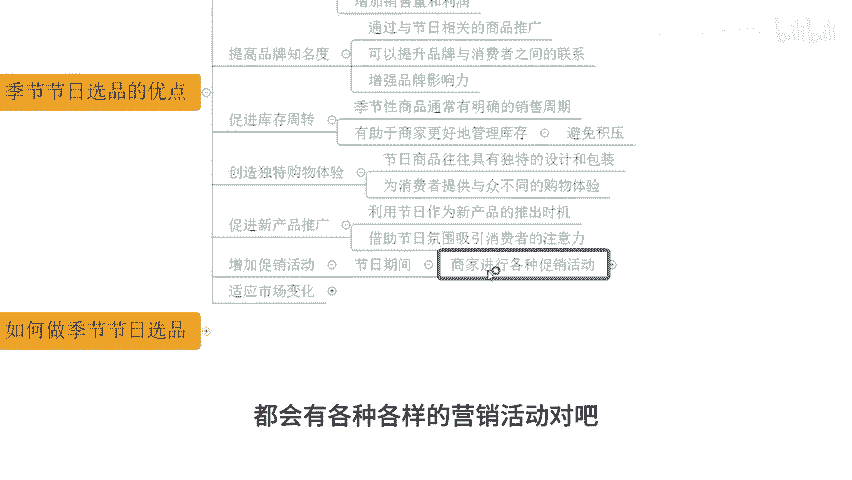 增加销售量和利润
通过与节日相关的商品推广
提高品牌知名度
可以提升品牌与消费者之间的联系
增强品牌影响力
季节节日选品的优点
季节性商品通常有明确的销售周期
促进库存周转
有助于商家更好地管理库存
避免积压
节日商品往往具有独特的设计和包装
创造独特购物体验
为消费者提供与众不同的购物体验
利用节日作为新产品的推出时机
促进新产品推广
借助节日氛围吸引消费者的注意力
增加促销活动
节日期间
商家进行各种促销活动
适应市场变化
如何做季节节日选品
都会有各种各样的营销活动对吧
bilibili